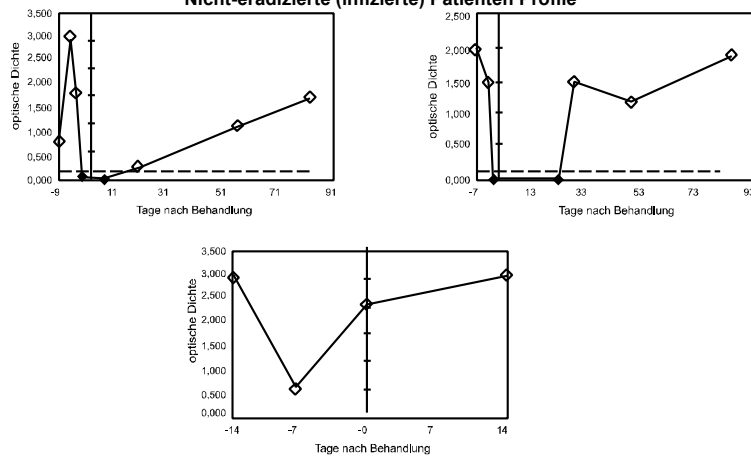 Nicht-eradizierte (infizierte) Patienten Profile
3,500
3,000
2,500
2,000
1,500
1,000
0,500
0,000
optische Dichte
-9 11 31 51 71 91
Tage nach Behandlung
2,500
2,000
1,500
1,000
0,500
0,000
optische Dichte
-7 13 33 53 73 93
Tage nach Behandlung
3,500
3,000
2,500
2,000
1,500
1,000
0,500
0,000
optische Dichte
-14 -7 -0 7 14
Tage nach Behandlung